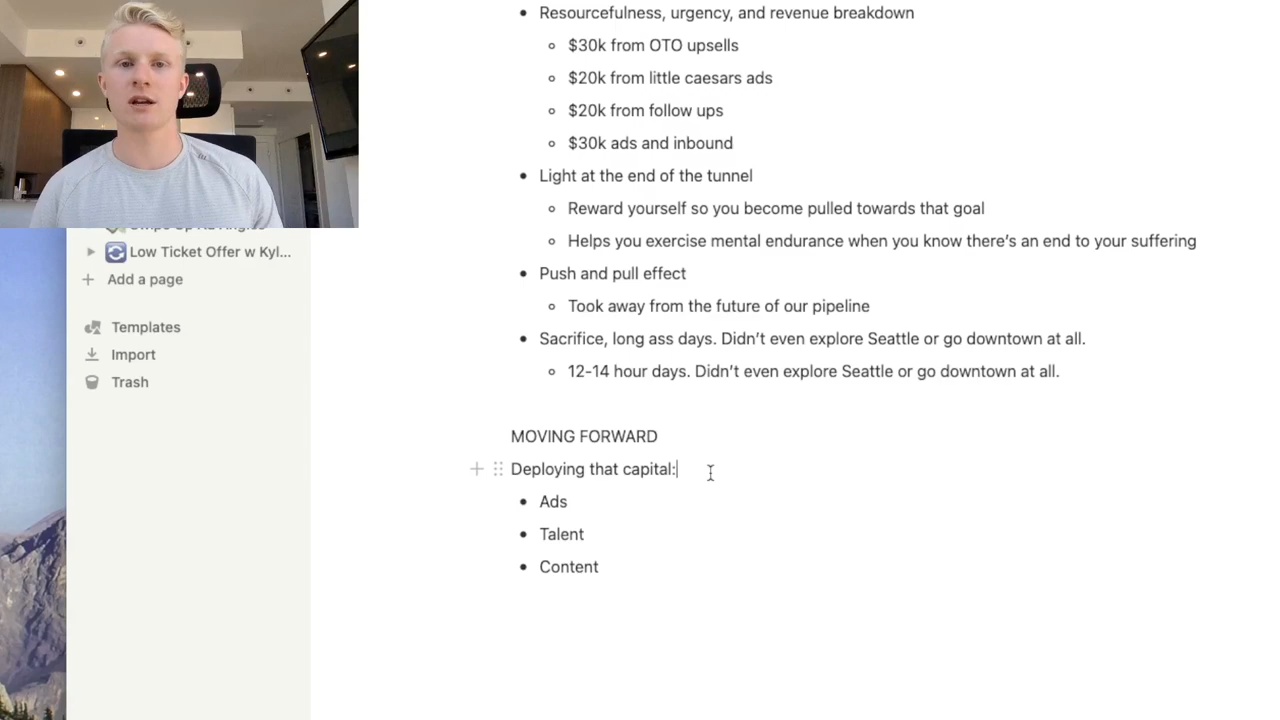 Resourcefulness, urgency, and revenue breakdown
$30k from OTO upsells
$20k from little caesars ads
$20k from follow ups
$30k ads and inbound
Light at the end of the tunnel
Reward yourself so you become pulled towards that goal
Helps you exercise mental endurance when you know there's an end to your suffering
Push and pull effect
Took away from the future of our pipeline
Sacrifice, long ass days. Didn't even explore Seattle or go downtown at all.
12-14 hour days. Didn't even explore Seattle or go downtown at all.
MOVING FORWARD
Deploying that capital:
Ads
Talent
Content
Low Ticket Offer w Kyl...
Add a page
Templates
Import
Trash